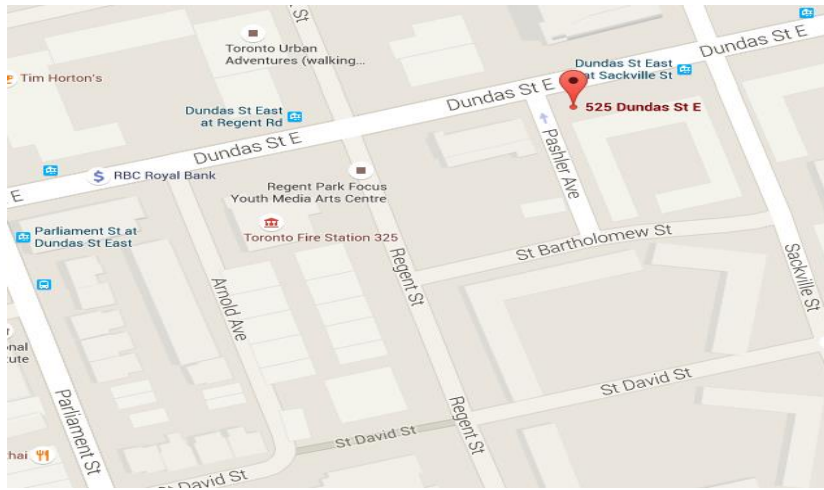 St
Toronto Urban
Adventures (walking...
Tim Horton's
Dundas St E
Dundas St East
at Sackville St
Dundas St E
525 Dundas St E
Dundas St East
at Regent Rd
Dundas St E
Pashler Ave
RBC Royal Bank
E
Regent Park Focus
Youth Media Arts Centre
Parliament St at
Dundas St East
Toronto Fire Station 325
St Bartholomew St
Sackville St
Arnold Ave
Regent St
onal
tute
St David St
Parliament St
Regent St
St David St
thai
St David St